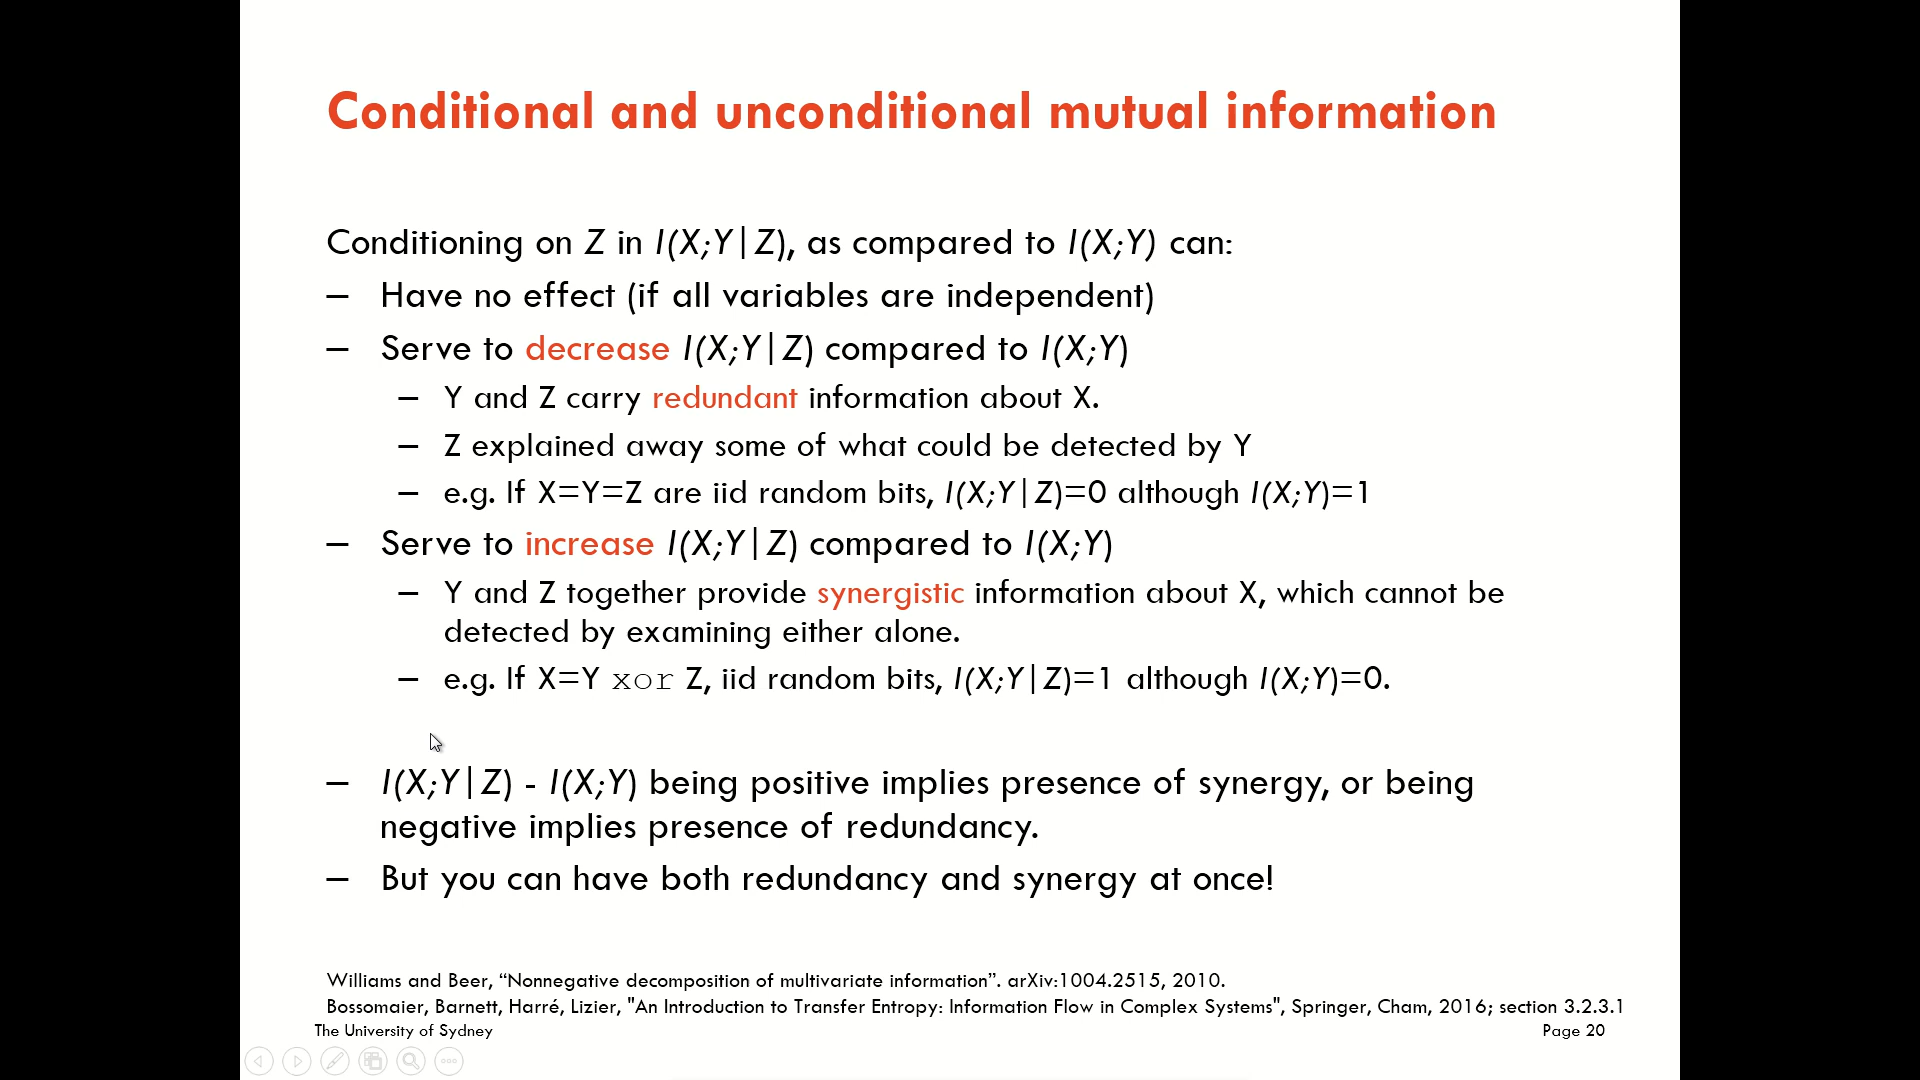 Conditional and unconditional mutual information
Conditioning on Z in I(X;Y|Z), as compared to I(X;Y) can:
– Have no effect (if all variables are independent)
– Serve to decrease I(X;Y|Z) compared to I(X;Y)
– Y and Z carry redundant information about X.
– Z explained away some of what could be detected by Y
– e.g. If X=Y=Z are iid random bits, I(X;Y|Z)=0 although I(X;Y)=1
– Serve to increase I(X;Y|Z) compared to I(X;Y)
– Y and Z together provide synergistic information about X, which cannot be
detected by examining either alone.
– e.g. If X=Y xor Z, iid random bits, I(X;Y|Z)=1 although I(X;Y)=0.
– I(X;Y|Z) - I(X;Y) being positive implies presence of synergy, or being
negative implies presence of redundancy.
– But you can have both redundancy and synergy at once!
Williams and Beer, “Nonnegative decomposition of multivariate information”. arXiv:1004.2515, 2010.
Bossomaier, Barnett, Harré, Lizier, "An Introduction to Transfer Entropy: Information Flow in Complex Systems", Springer, Cham, 2016; section 3.2.3.1
The University of Sydney
Page 20